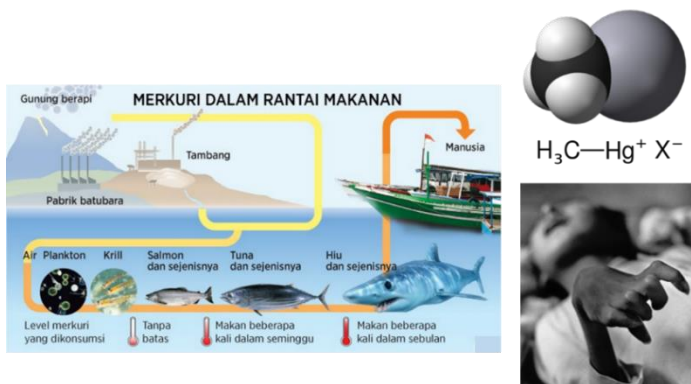 Gunung berapi
MERKURI DALAM RANTAI MAKANAN
Tambang
Manusia
Pabrik batubara
Air Plankton Krill
Salmon
dan sejenisnya
Tuna
dan sejenisnya
Hiu
dan sejenisnya
Level merkuri
yang dikonsumsi
Tanpa
batas
Makan beberapa
kali dalam seminggu
Makan beberapa
kali dalam sebulan
H₃C—Hg⁺ X⁻